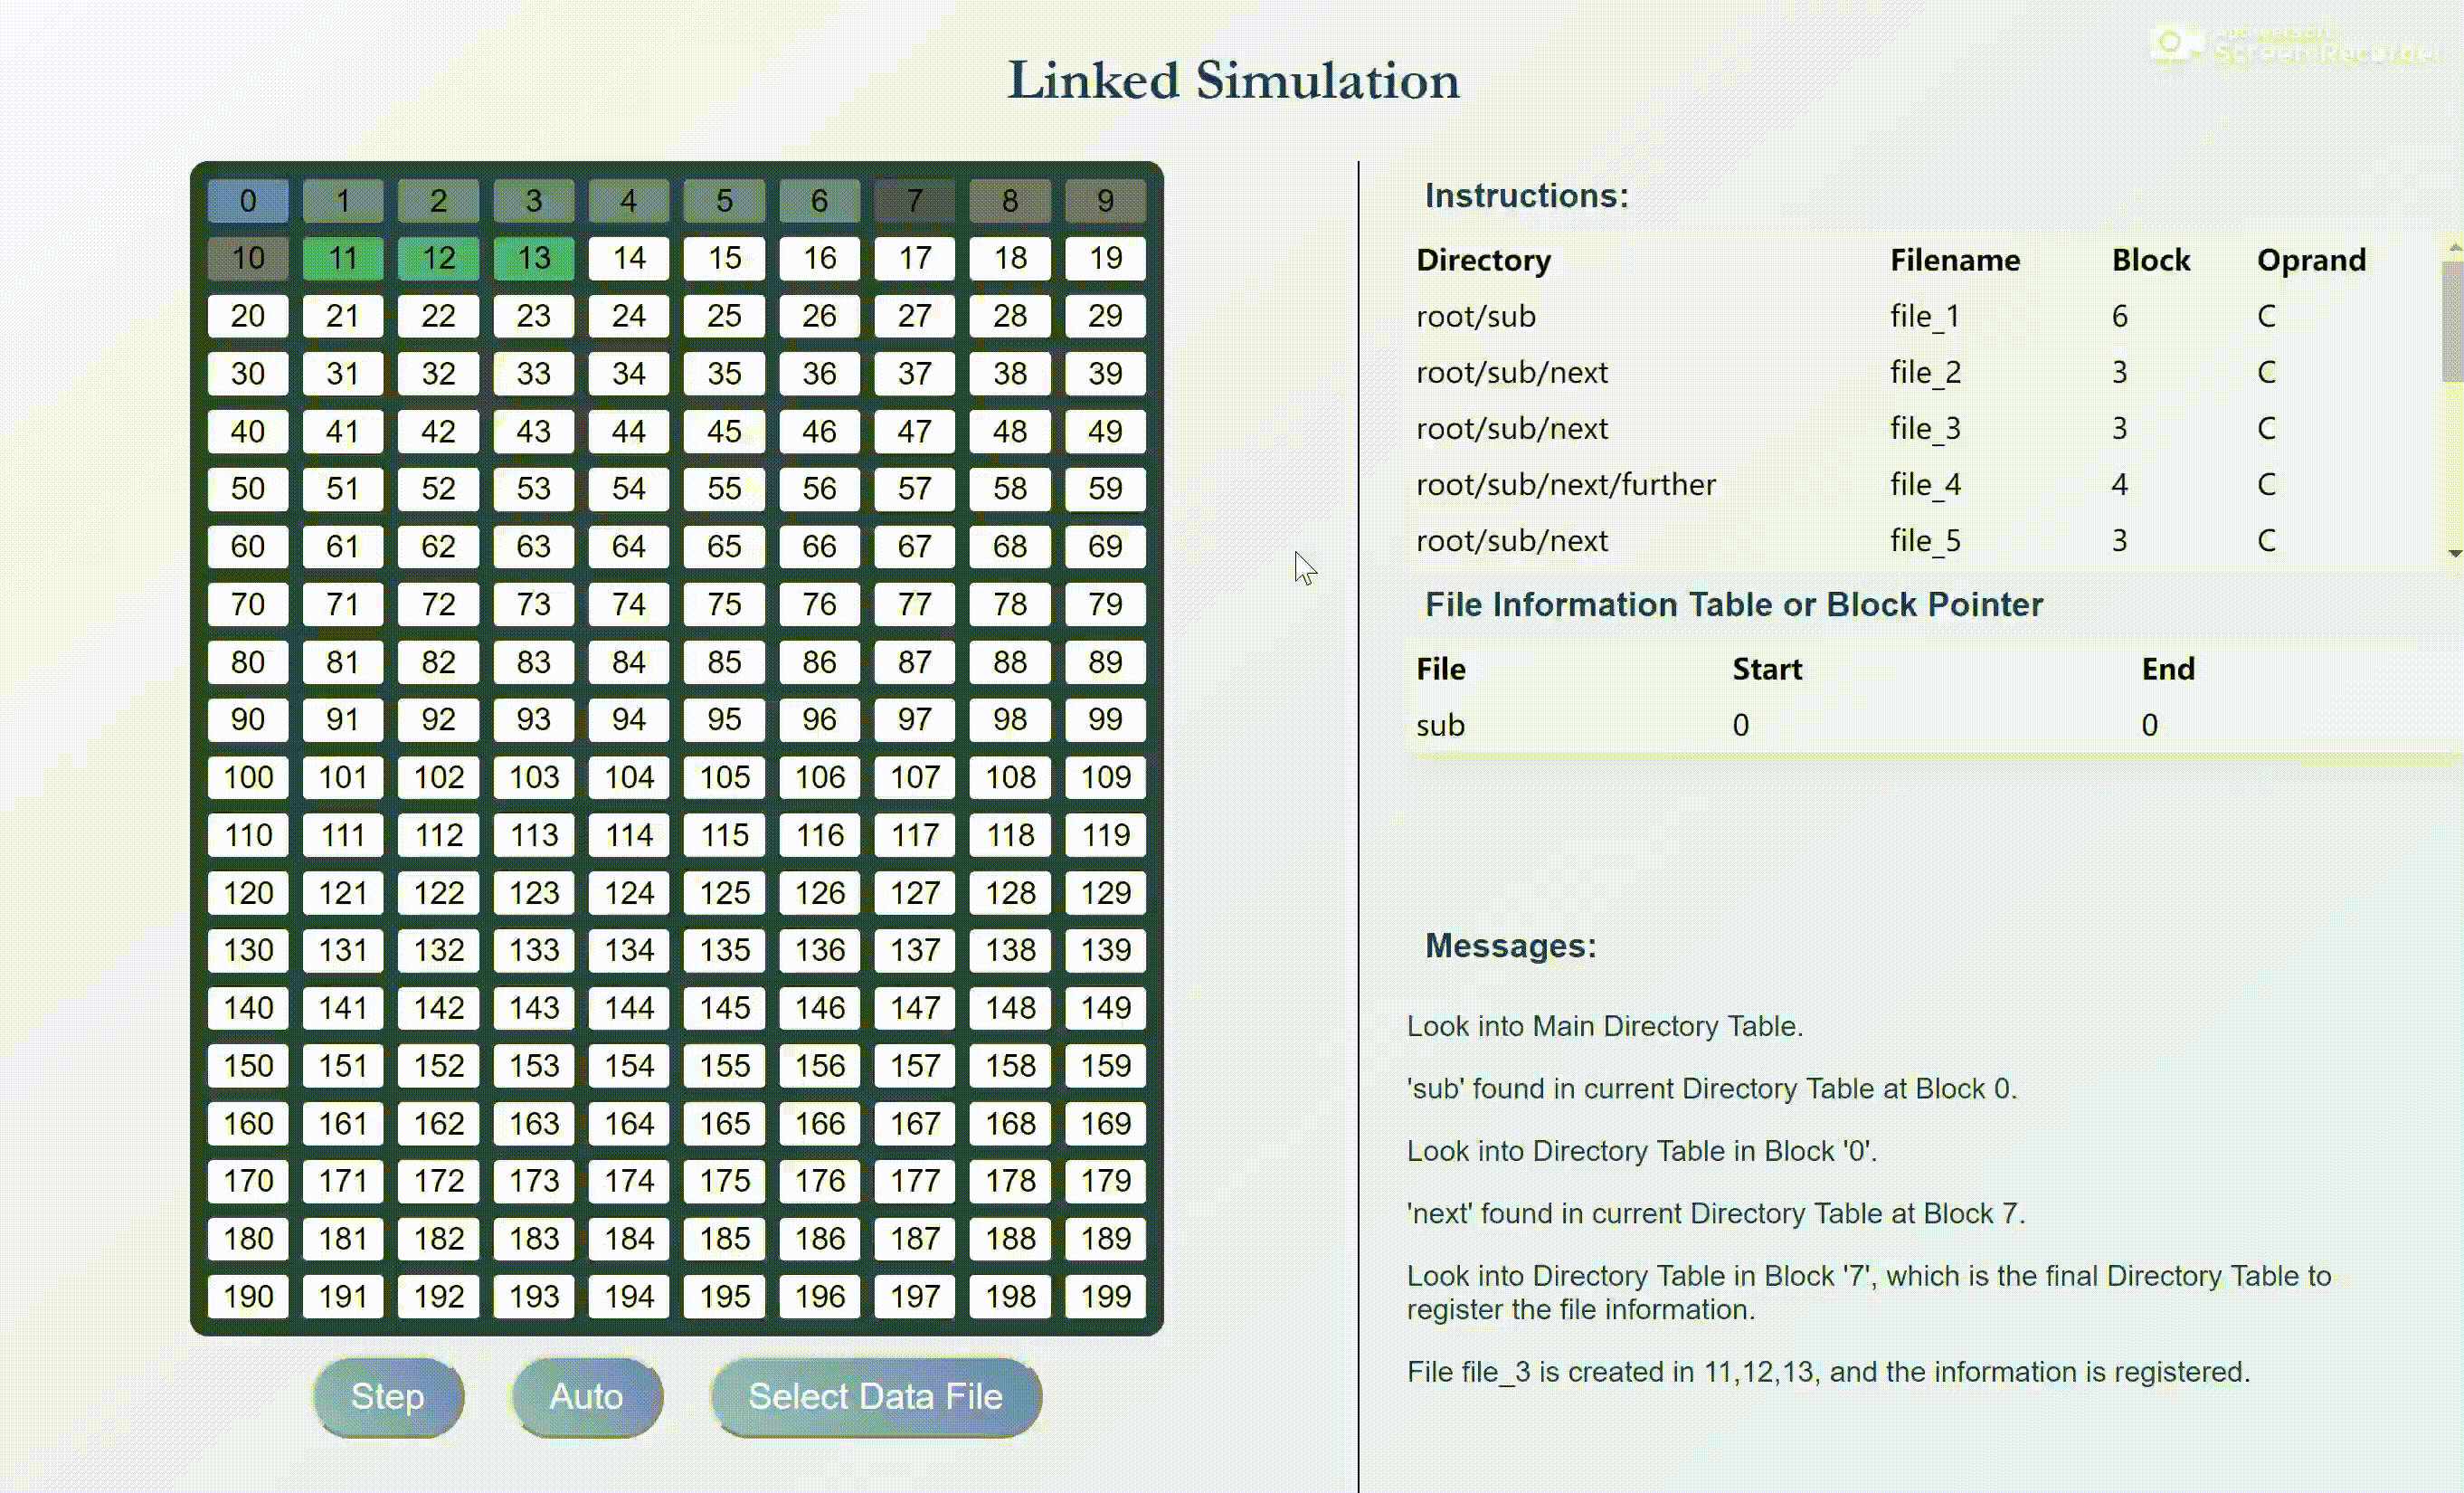 Screen Recorder
Linked Simulation
0 1 2 3 4 5 6 7 8 9
10 11 12 13 14 15 16 17 18 19
20 21 22 23 24 25 26 27 28 29
30 31 32 33 34 35 36 37 38 39
40 41 42 43 44 45 46 47 48 49
50 51 52 53 54 55 56 57 58 59
60 61 62 63 64 65 66 67 68 69
70 71 72 73 74 75 76 77 78 79
80 81 82 83 84 85 86 87 88 89
90 91 92 93 94 95 96 97 98 99
100 101 102 103 104 105 106 107 108 109
110 111 112 113 114 115 116 117 118 119
120 121 122 123 124 125 126 127 128 129
130 131 132 133 134 135 136 137 138 139
140 141 142 143 144 145 146 147 148 149
150 151 152 153 154 155 156 157 158 159
160 161 162 163 164 165 166 167 168 169
170 171 172 173 174 175 176 177 178 179
180 181 182 183 184 185 186 187 188 189
190 191 192 193 194 195 196 197 198 199
Step Auto Select Data File
Instructions:
Directory Filename Block Oprand
root/sub file_1 6 C
root/sub/next file_2 3 C
root/sub/next file_3 3 C
root/sub/next/further file_4 4 C
root/sub/next file_5 3 C
File Information Table or Block Pointer
File Start End
sub 0 0
Messages:
Look into Main Directory Table.
'sub' found in current Directory Table at Block 0.
Look into Directory Table in Block '0'.
'next' found in current Directory Table at Block 7.
Look into Directory Table in Block '7', which is the final Directory Table to
register the file information.
File file_3 is created in 11,12,13, and the information is registered.